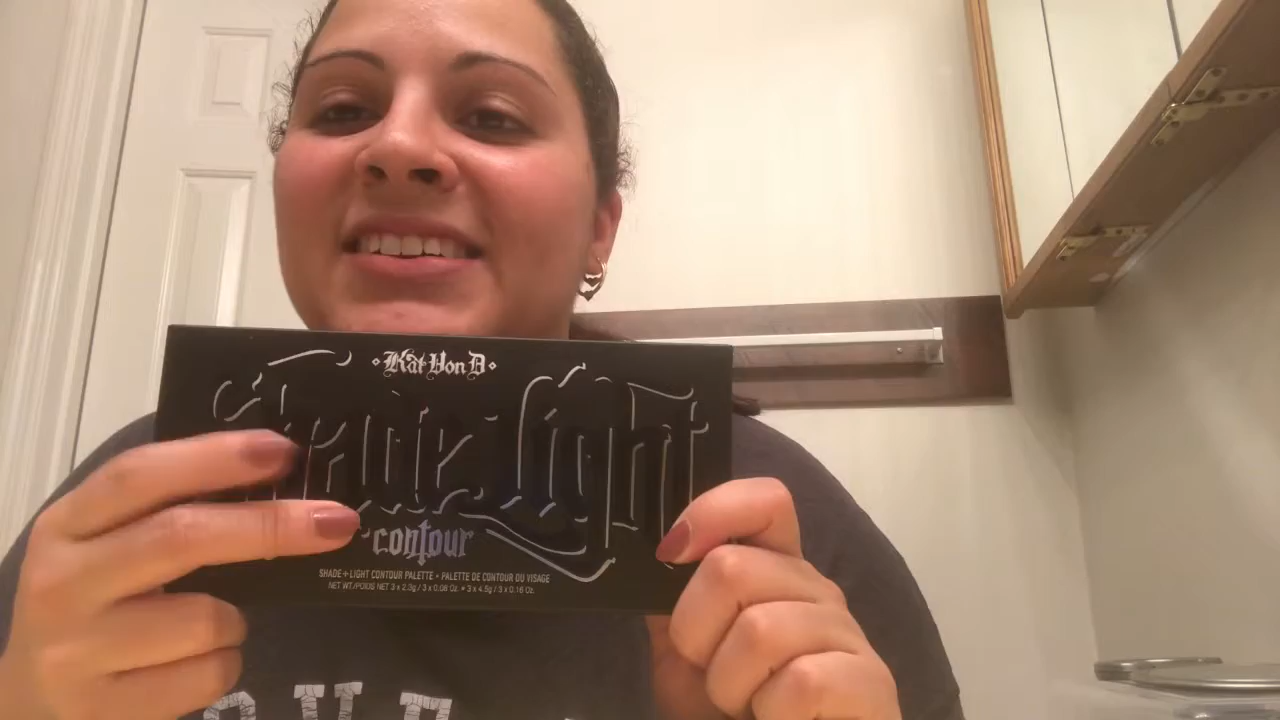 Kat Von D
Shade Light
contour
SHADE + LIGHT CONTOUR PALETTE • PALETTE DE CONTOUR DU VISAGE
NET WT./POIDS NET 3 x 2.3g / 3 x 0.08 Oz. • 3 x 4.5g / 3 x 0.16 Oz.